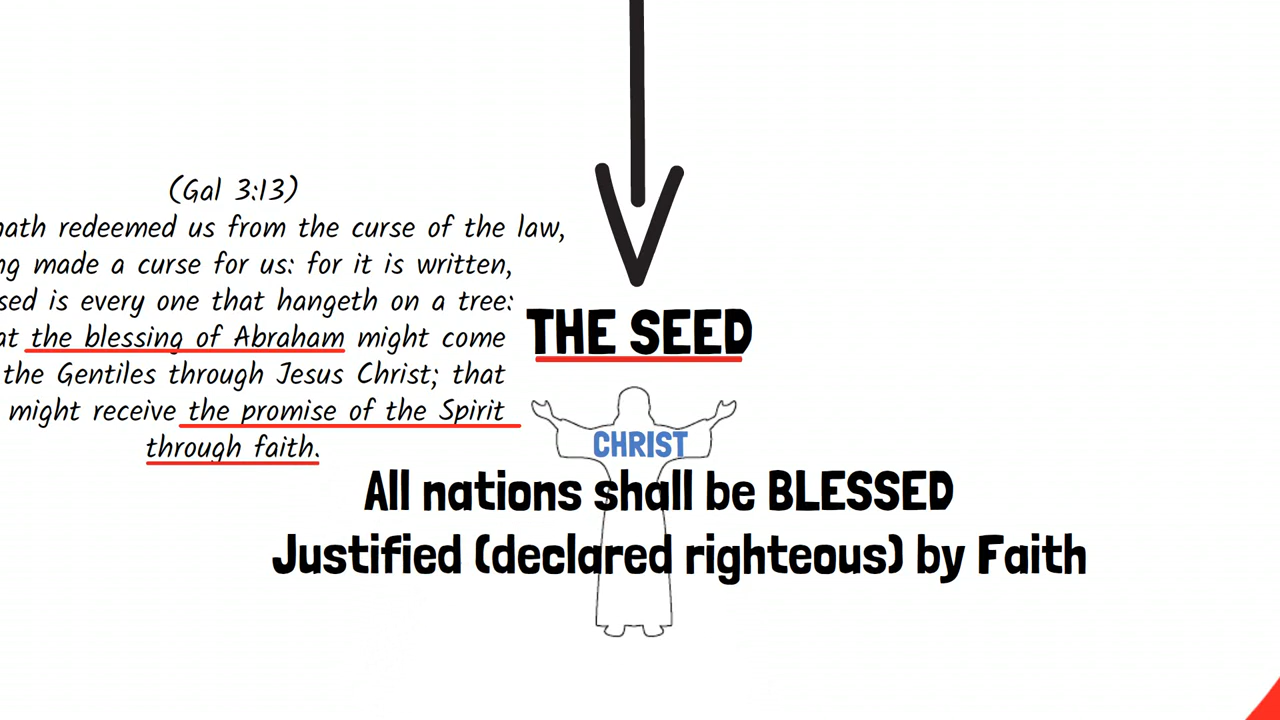 (Gal 3:13)
redeemed us from the curse of the law,
made a curse for us: for it is written,
is every one that hangeth on a tree:
the blessing of Abraham might come
the Gentiles through Jesus Christ; that
might receive the promise of the Spirit
through faith.
THE SEED
CHRIST
All nations shall be BLESSED
Justified (declared righteous) by Faith